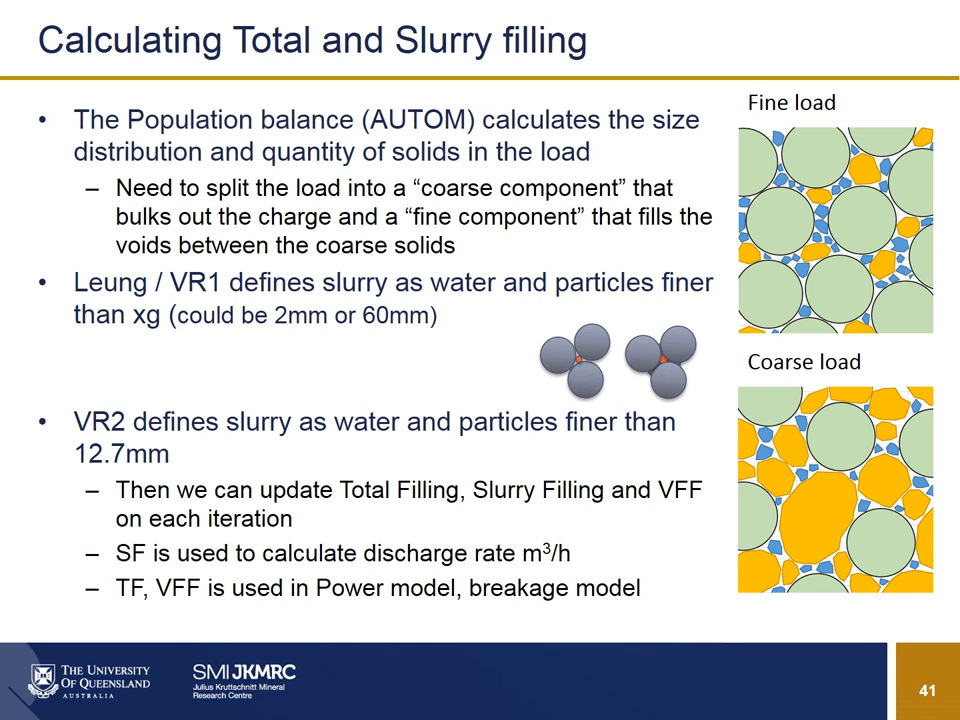 Calculating Total and Slurry filling
Fine load
• The Population balance (AUTOM) calculates the size
distribution and quantity of solids in the load
– Need to split the load into a “coarse component” that
bulks out the charge and a “fine component” that fills the
voids between the coarse solids
• Leung / VR1 defines slurry as water and particles finer
than xg (could be 2mm or 60mm)
Coarse load
• VR2 defines slurry as water and particles finer than
12.7mm
– Then we can update Total Filling, Slurry Filling and VFF
on each iteration
– SF is used to calculate discharge rate m³/h
– TF, VFF is used in Power model, breakage model
THE UNIVERSITY
OF QUEENSLAND
AUSTRALIA
SMI JKMRC
Julius Kruttschnitt Mineral
Research Centre
41